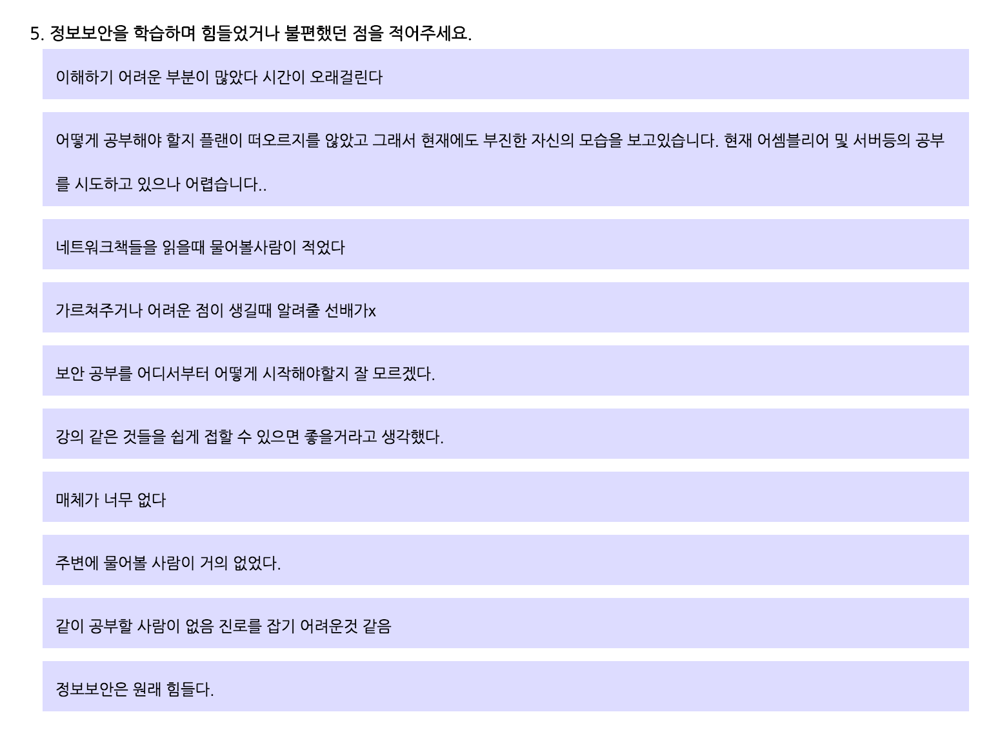 5. 정보보안을 학습하며 힘들었거나 불편했던 점을 적어주세요.
이해하기 어려운 부분이 많았다 시간이 오래걸린다
어떻게 공부해야 할지 플랜이 떠오르지를 않았고 그래서 현재에도 부진한 자신의 모습을 보고있습니다. 현재 어셈블리어 및 서버등의 공부
를 시도하고 있으나 어렵습니다..
네트워크책들을 읽을때 물어볼사람이 적었다
가르쳐주거나 어려운 점이 생길때 알려줄 선배가x
보안 공부를 어디서부터 어떻게 시작해야할지 잘 모르겠다.
강의 같은 것들을 쉽게 접할 수 있으면 좋을거라고 생각했다.
매체가 너무 없다
주변에 물어볼 사람이 거의 없었다.
같이 공부할 사람이 없음 진로를 잡기 어려운것 같음
정보보안은 원래 힘들다.